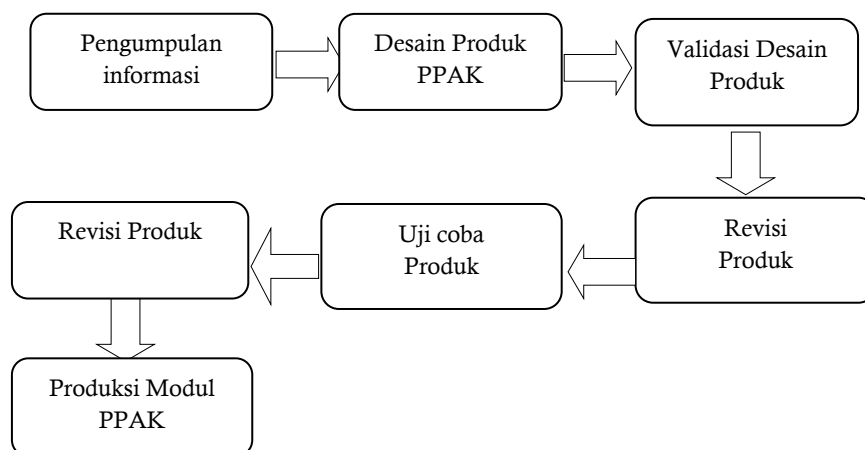 Pengumpulan
informasi
Desain Produk
PPAK
Validasi Desain
Produk
Revisi
Produk
Uji coba
Produk
Revisi Produk
Produksi Modul
PPAK